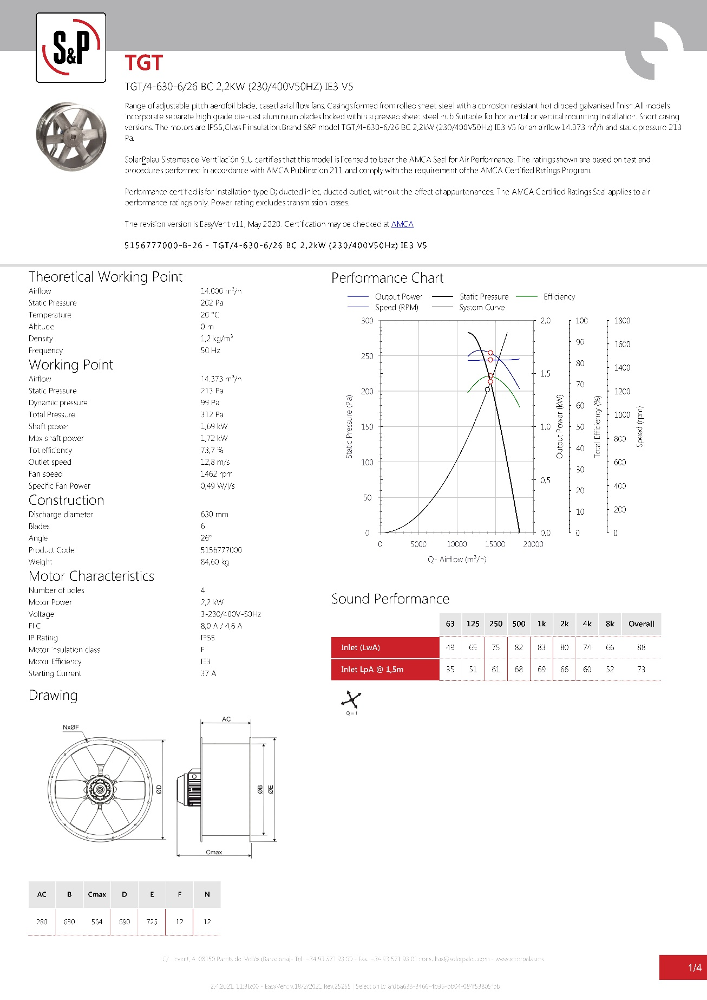 S&P
TGT
TGT/4-630-6/26 BC 2,2KW (230/400V50HZ) IE3 V5
Range of adjustable pitch aerofoil blade, cased axial flow fans. Casings formed from rolled sheet steel with a corrosion resistant hot dipped galvanised finish.All models
incorporate separate high grade die-cast aluminium blades locked within a pressed sheet steel hub Suitable for horizontal or vertical mounting installation. Short casing
versions. The motors are IP55,Class F insulation.Brand S&P model TGT/4-630-6/26 BC 2,2kW (230/400V50Hz) IE3 V5 for an airflow 14.373 m³/h and static pressure 213
Pa.
SolerPalau Sistemas de Ventilación SLU certifies that this model is licensed to bear the AMCA Seal for Air Performance. The ratings shown are based on test and
procedures performed in accordance with AMCA Publication 211 and comply with the requirement of the AMCA Certified Ratings Program.
Performance certified is for installation type D; ducted inlet, ducted outlet, without the effect of appurtenances. The AMCA Certified Ratings Seal applies to air
performance ratings only. Power rating excludes transmission losses.
The revision version is EasyVent v11, May 2020. Certification may be checked at AMCA
5156777000-B-26 - TGT/4-630-6/26 BC 2,2kW (230/400V50Hz) IE3 V5
Theoretical Working Point
Airflow 14.000 m³/h
Static Pressure 202 Pa
Temperature 20 °C
Altitude 0 m
Density 1,2 kg/m³
Frequency 50 Hz
Working Point
Airflow 14.373 m³/h
Static Pressure 213 Pa
Dynamic pressure 99 Pa
Total Pressure 312 Pa
Shaft power 1,69 kW
Max shaft power 1,72 kW
Tot efficiency 73,7 %
Outlet speed 12,8 m/s
Fan speed 1462 rpm
Specific Fan Power 0,49 W/l/s
Construction
Discharge diameter 630 mm
Blades 6
Angle 26°
Product Code 5156777000
Weight 84,60 kg
Motor Characteristics
Number of poles 4
Motor Power 2,2 kW
Voltage 3-230/400V-50Hz
FLC 8,0 A / 4,6 A
IP Rating IP55
Motor insulation class F
Motor Efficiency IE3
Starting Current 37 A
Drawing
NxØF
ØD
AC
ØB
ØE
Cmax
AC B Cmax D E F N
280 630 564 690 725 12 12
Performance Chart
Output Power Static Pressure Efficiency
Speed (RPM) System Curve
300 2,0 100 1800
90 1600
250 80 1400
1,5 70
200 1200
60 1000
150 1,0 50
40 800
100 30 600
0,5 20 400
50 10 200
0 0,0 0 0
0 5000 10000 15000 20000
Static Pressure (Pa)
Output Power (kW)
Total Efficiency (%)
Speed (rpm)
Q- Airflow (m³/h)
Sound Performance
63 125 250 500 1k 2k 4k 8k Overall
Inlet (LwA) 49 65 75 82 83 80 74 66 88
Inlet LpA @ 1,5m 35 51 61 68 69 66 60 52 73
Q=1
C/ Llevant, 4 08150 Parets del Vallès (Barcelona)- Tel. +34 93 571 93 00 - Fax. +34 93 571 93 01 consultas@solerpalau.com - www.solerpalau.es
1/4
2.4.2021, 11:36:00 - EasyVent v.18/2/2021 Rev.25255 | Selection Id